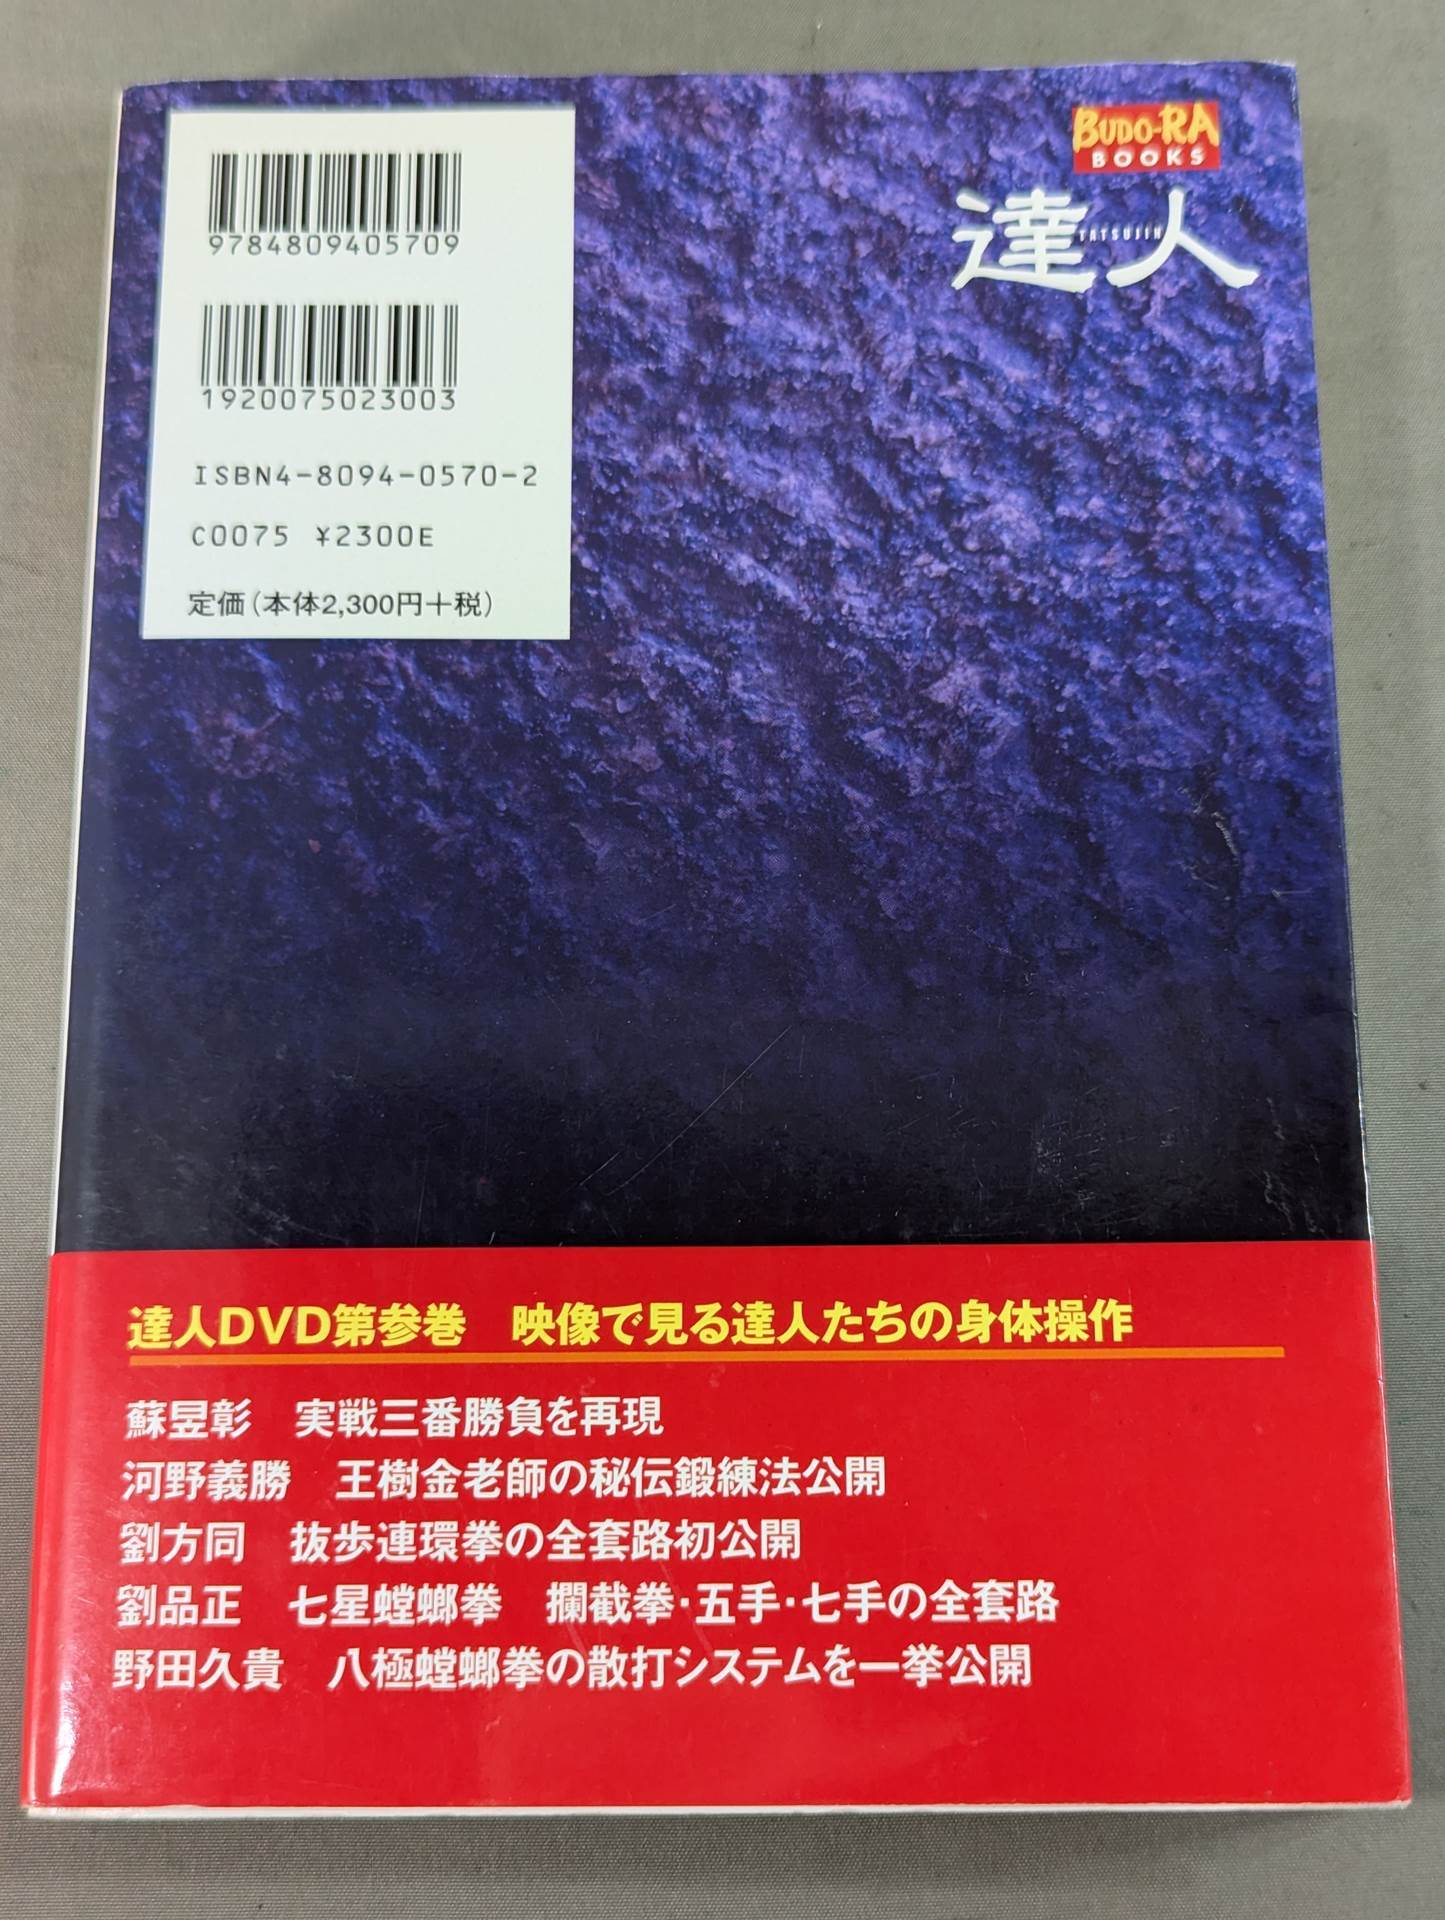 9784809405709
1920075023003
ISBN4-8094-0570-2
C0075 ¥2300E
定価(本体2,300円+税)
BUDO-RA
BOOKS
達人
TATSUJIN
達人DVD第参巻 映像で見る達人たちの身体操作
蘇昱彰 実戦三番勝負を再現
河野義勝 王樹金老師の秘伝鍛練法公開
劉方同 抜歩連環拳の全套路初公開
劉品正 七星螳螂拳 攔截拳・五手・七手の全套路
野田久貴 八極螳螂拳の散打システムを一挙公開